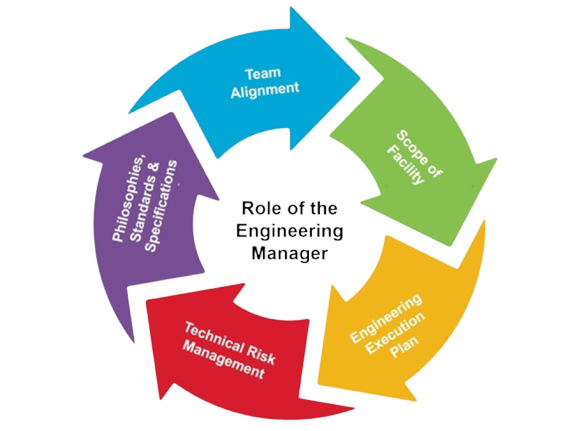 Team
Alignment
Scope of
Facility
Engineering
Execution
Plan
Technical Risk
Management
Philosophies,
Standards &
Specifications
Role of the
Engineering
Manager